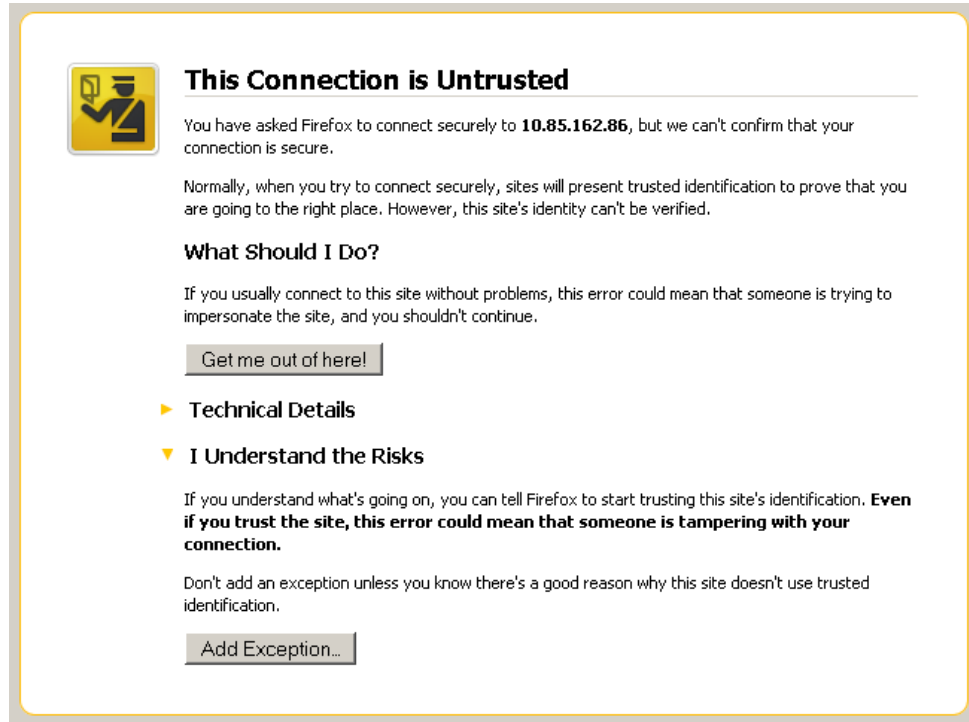 This Connection is Untrusted
You have asked Firefox to connect securely to 10.85.162.86, but we can't confirm that your
connection is secure.
Normally, when you try to connect securely, sites will present trusted identification to prove that you
are going to the right place. However, this site's identity can't be verified.
What Should I Do?
If you usually connect to this site without problems, this error could mean that someone is trying to
impersonate the site, and you shouldn't continue.
Get me out of here!
Technical Details
I Understand the Risks
If you understand what's going on, you can tell Firefox to start trusting this site's identification. Even
if you trust the site, this error could mean that someone is tampering with your
connection.
Don't add an exception unless you know there's a good reason why this site doesn't use trusted
identification.
Add Exception...